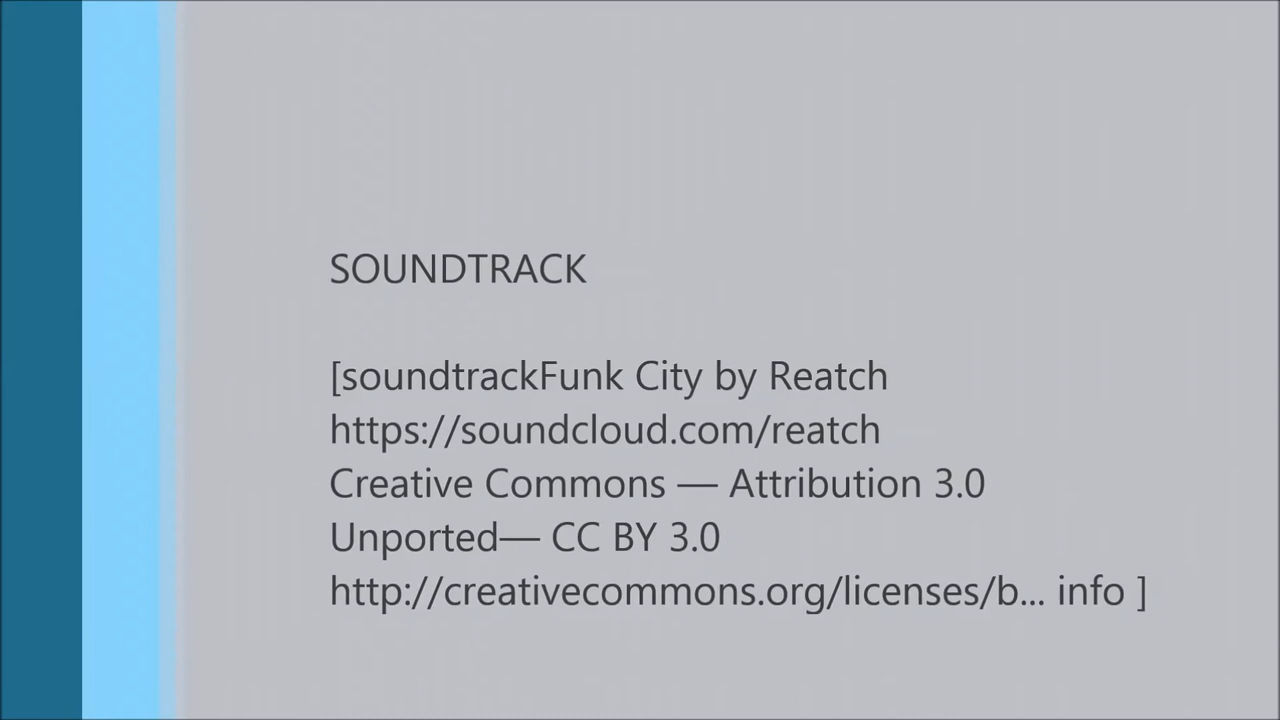 SOUNDTRACK
[soundtrackFunk City by Reatch
https://soundcloud.com/reatch
Creative Commons — Attribution 3.0
Unported— CC BY 3.0
http://creativecommons.org/licenses/b... info ]